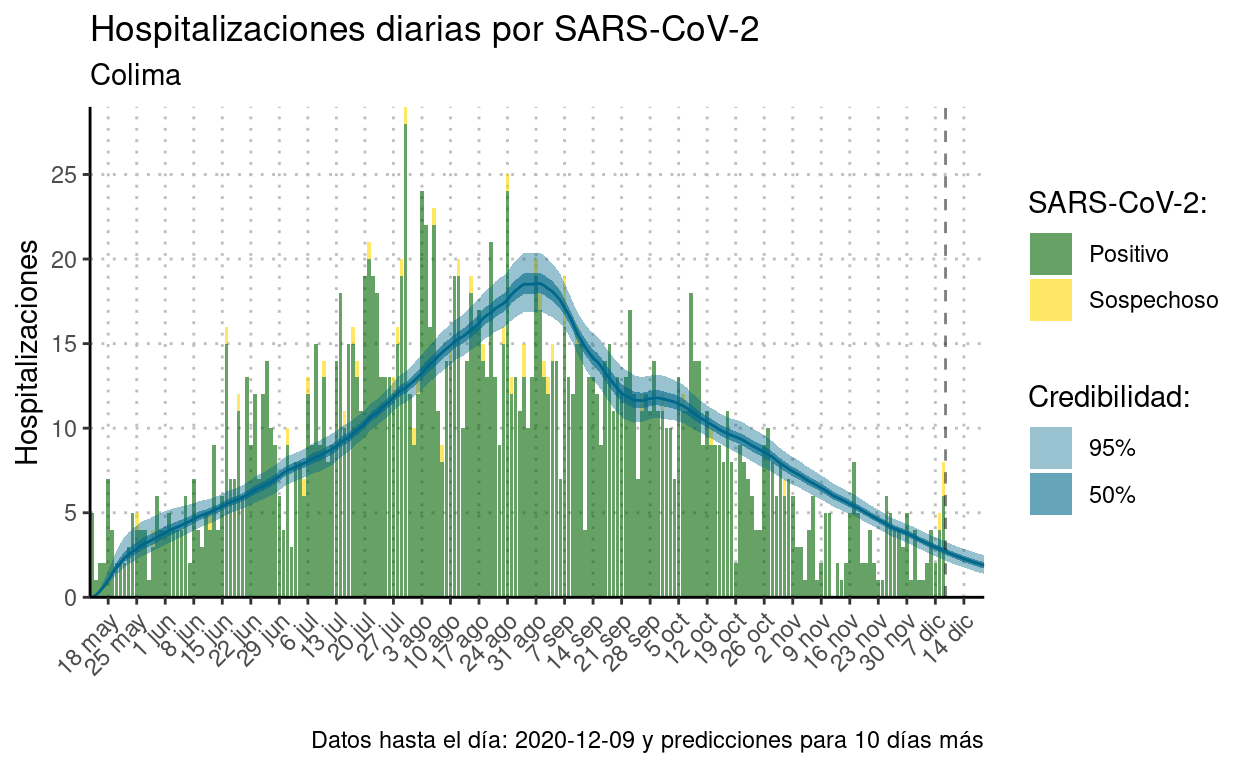 Hospitalizaciones diarias por SARS-CoV-2
Colima
Hospitalizaciones
25
20
15
10
5
0
18 may
25 may
1 jun
8 jun
15 jun
22 jun
29 jun
6 jul
13 jul
20 jul
27 jul
3 ago
10 ago
17 ago
24 ago
31 ago
7 sep
14 sep
21 sep
28 sep
5 oct
12 oct
19 oct
26 oct
2 nov
9 nov
16 nov
23 nov
30 nov
7 dic
14 dic
SARS-CoV-2:
Positivo
Sospechoso
Credibilidad:
95%
50%
Datos hasta el día: 2020-12-09 y predicciones para 10 días más